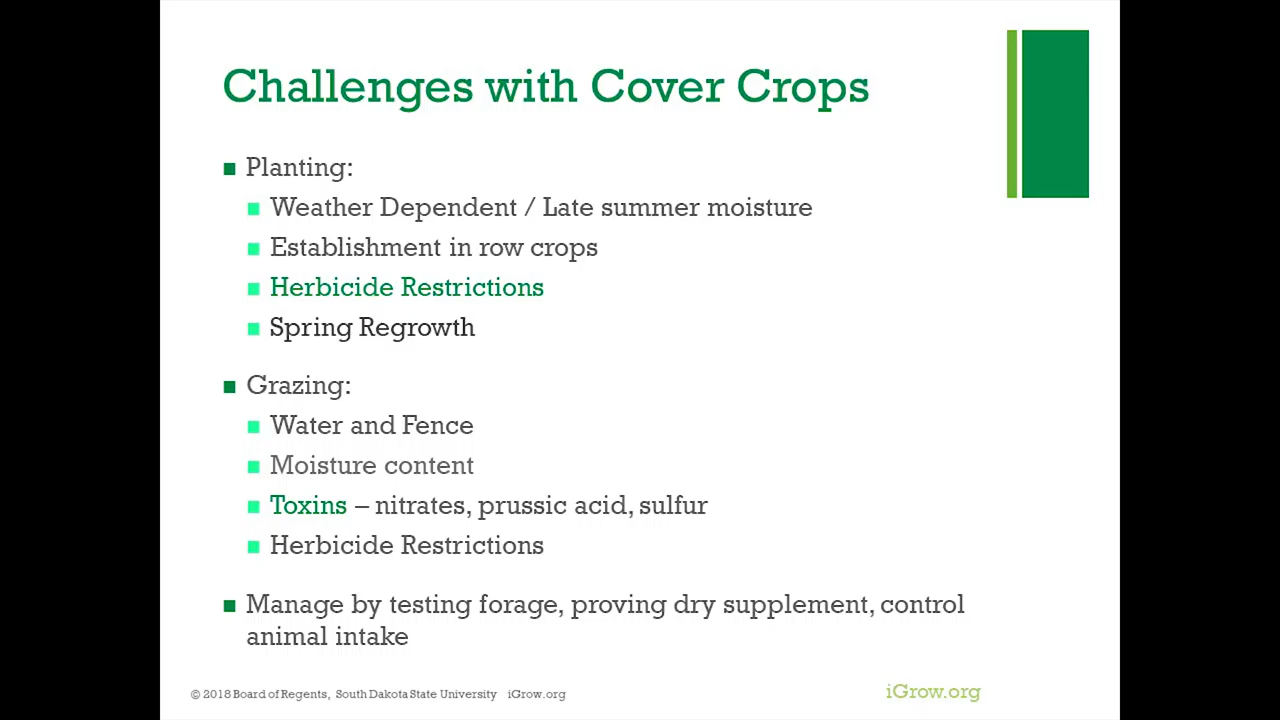 Challenges with Cover Crops
Planting:
Weather Dependent / Late summer moisture
Establishment in row crops
Herbicide Restrictions
Spring Regrowth
Grazing:
Water and Fence
Moisture content
Toxins – nitrates, prussic acid, sulfur
Herbicide Restrictions
Manage by testing forage, proving dry supplement, control
animal intake
© 2018 Board of Regents, South Dakota State University iGrow.org
iGrow.org